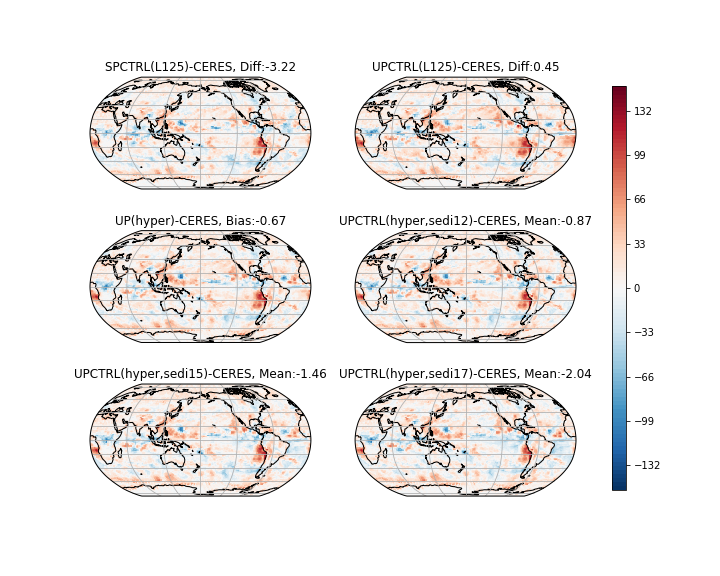 SPCTRL(L125)-CERES, Diff:-3.22
UPCTRL(L125)-CERES, Diff:0.45
UP(hyper)-CERES, Bias:-0.67
UPCTRL(hyper,sedi12)-CERES, Mean:-0.87
UPCTRL(hyper,sedi15)-CERES, Mean:-1.46
UPCTRL(hyper,sedi17)-CERES, Mean:-2.04
132
99
66
33
0
−33
−66
−99
−132